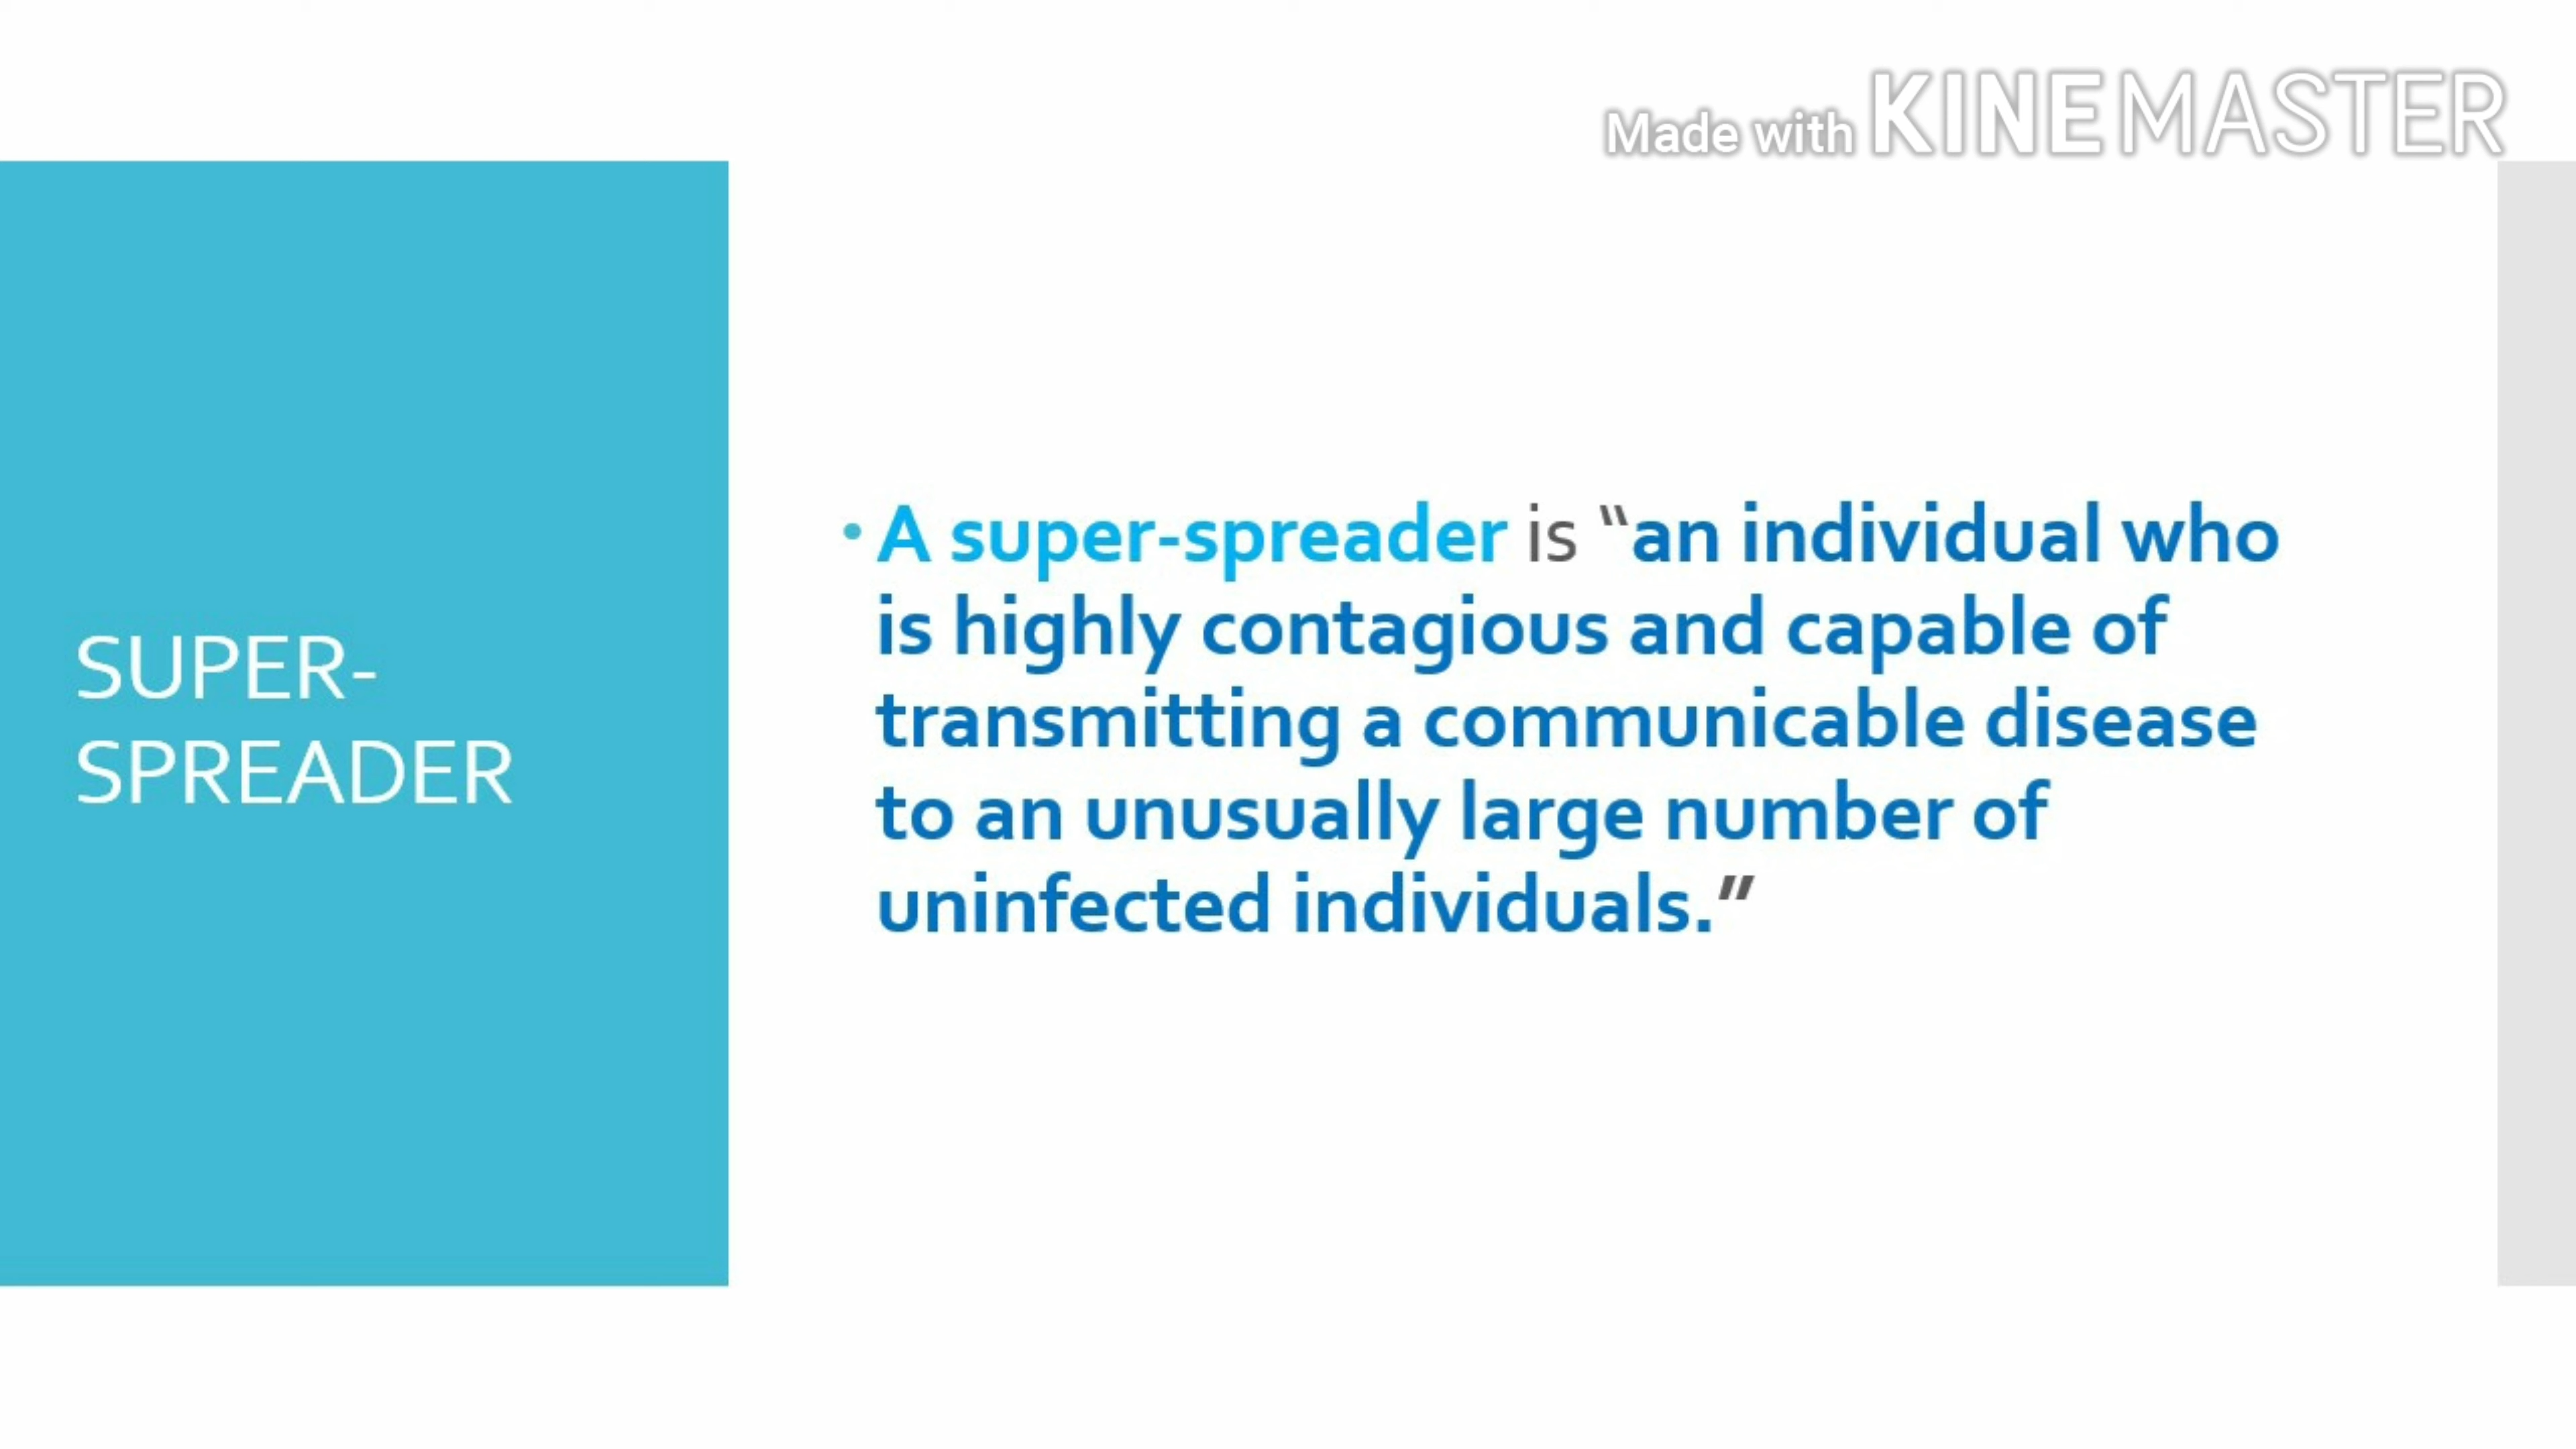 Made with KINEMASTER
SUPER-
SPREADER
• A super-spreader is “an individual who
is highly contagious and capable of
transmitting a communicable disease
to an unusually large number of
uninfected individuals.”